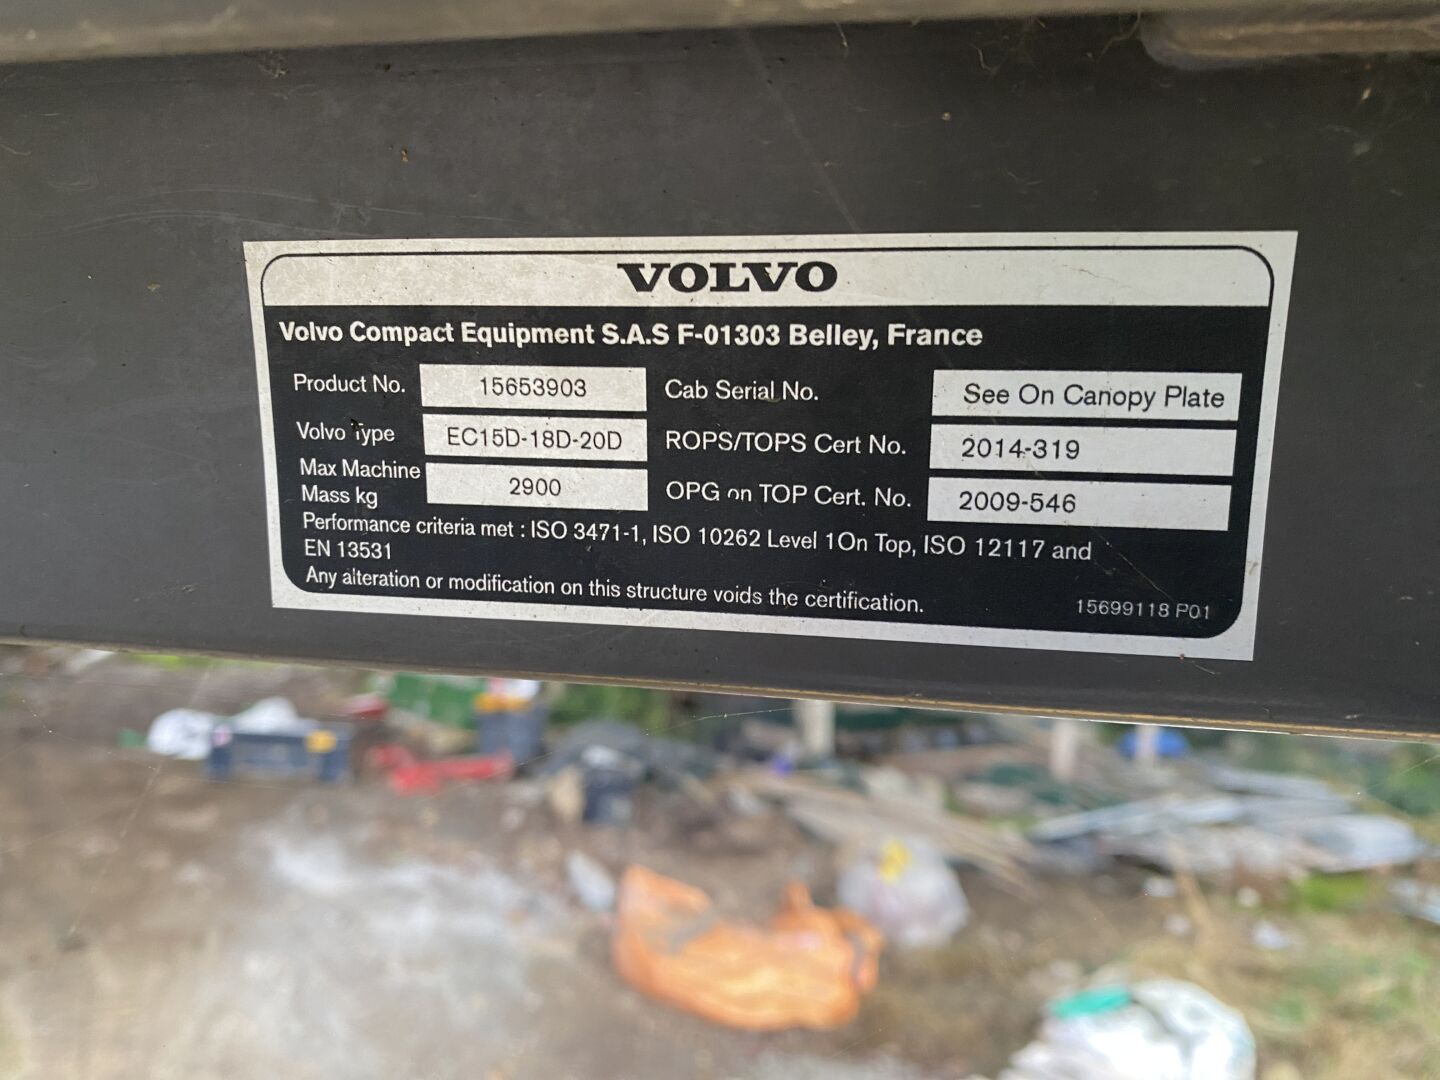 VOLVO
Volvo Compact Equipment S.A.S F-01303 Belley, France
Product No. 15653903 Cab Serial No. See On Canopy Plate
Volvo Type EC15D-18D-20D ROPS/TOPS Cert No. 2014-319
Max Machine
Mass kg 2900 OPG on TOP Cert. No. 2009-546
Performance criteria met : ISO 3471-1, ISO 10262 Level 1On Top, ISO 12117 and
EN 13531
Any alteration or modification on this structure voids the certification.
15699118 P01